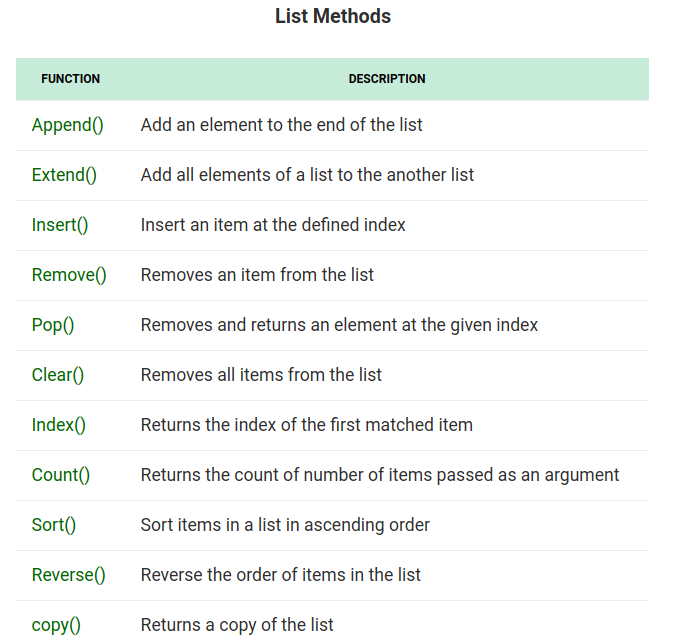 List Methods
FUNCTION DESCRIPTION
Append() Add an element to the end of the list
Extend() Add all elements of a list to the another list
Insert() Insert an item at the defined index
Remove() Removes an item from the list
Pop() Removes and returns an element at the given index
Clear() Removes all items from the list
Index() Returns the index of the first matched item
Count() Returns the count of number of items passed as an argument
Sort() Sort items in a list in ascending order
Reverse() Reverse the order of items in the list
copy() Returns a copy of the list